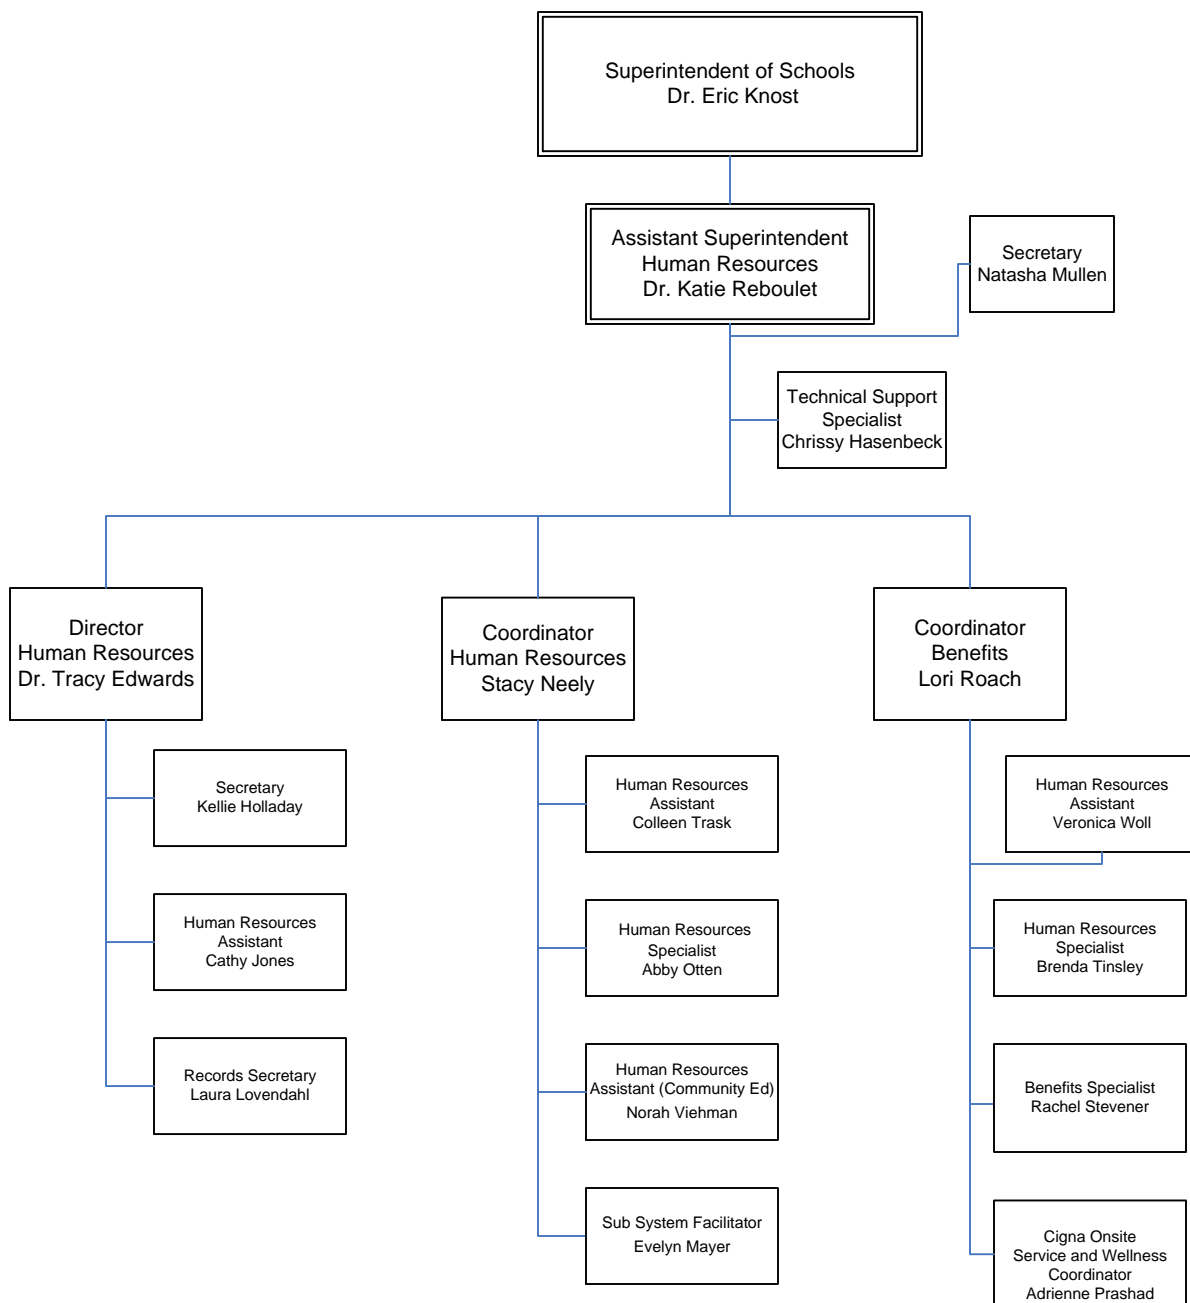 Superintendent of Schools
Dr. Eric Knost
Assistant Superintendent
Human Resources
Dr. Katie Reboulet
Secretary
Natasha Mullen
Technical Support
Specialist
Chrissy Hasenbeck
Director
Human Resources
Dr. Tracy Edwards
Coordinator
Human Resources
Stacy Neely
Coordinator
Benefits
Lori Roach
Secretary
Kellie Holladay
Human Resources
Assistant
Cathy Jones
Records Secretary
Laura Lovendahl
Human Resources
Assistant
Colleen Trask
Human Resources
Specialist
Abby Otten
Human Resources
Assistant (Community Ed)
Norah Viehman
Sub System Facilitator
Evelyn Mayer
Human Resources
Assistant
Veronica Woll
Human Resources
Specialist
Brenda Tinsley
Benefits Specialist
Rachel Stevener
Cigna Onsite
Service and Wellness
Coordinator
Adrienne Prashad